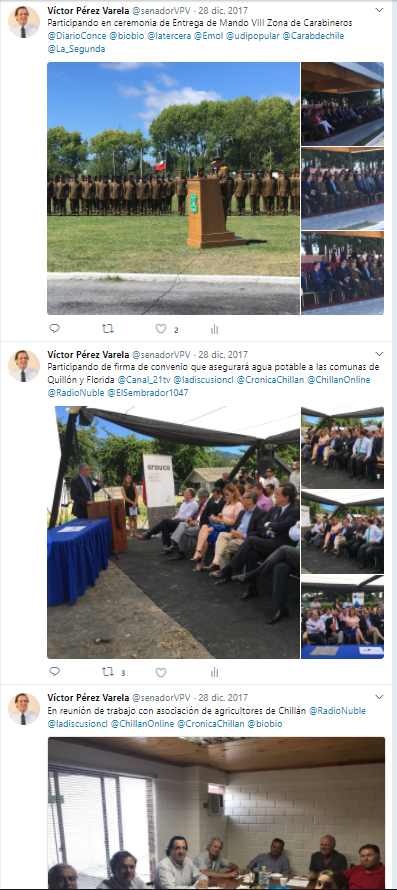 Víctor Pérez Varela @senadorVPV · 28 dic. 2017
Participando en ceremonia de Entrega de Mando VIII Zona de Carabineros
@DiarioConce @biobio @latercera @Emol @udipopular @Carabdechile
@La_Segunda
2
Víctor Pérez Varela @senadorVPV · 28 dic. 2017
Participando de firma de convenio que asegurará agua potable a las comunas de
Quillón y Florida @Canal_21tv @ladiscusioncl @CronicaChillan @ChillanOnline
@RadioNuble @ElSembrador1047
arauco
3
Víctor Pérez Varela @senadorVPV · 28 dic. 2017
En reunión de trabajo con asociación de agricultores de Chillán @RadioNuble
@ladiscusioncl @ChillanOnline @CronicaChillan @biobio